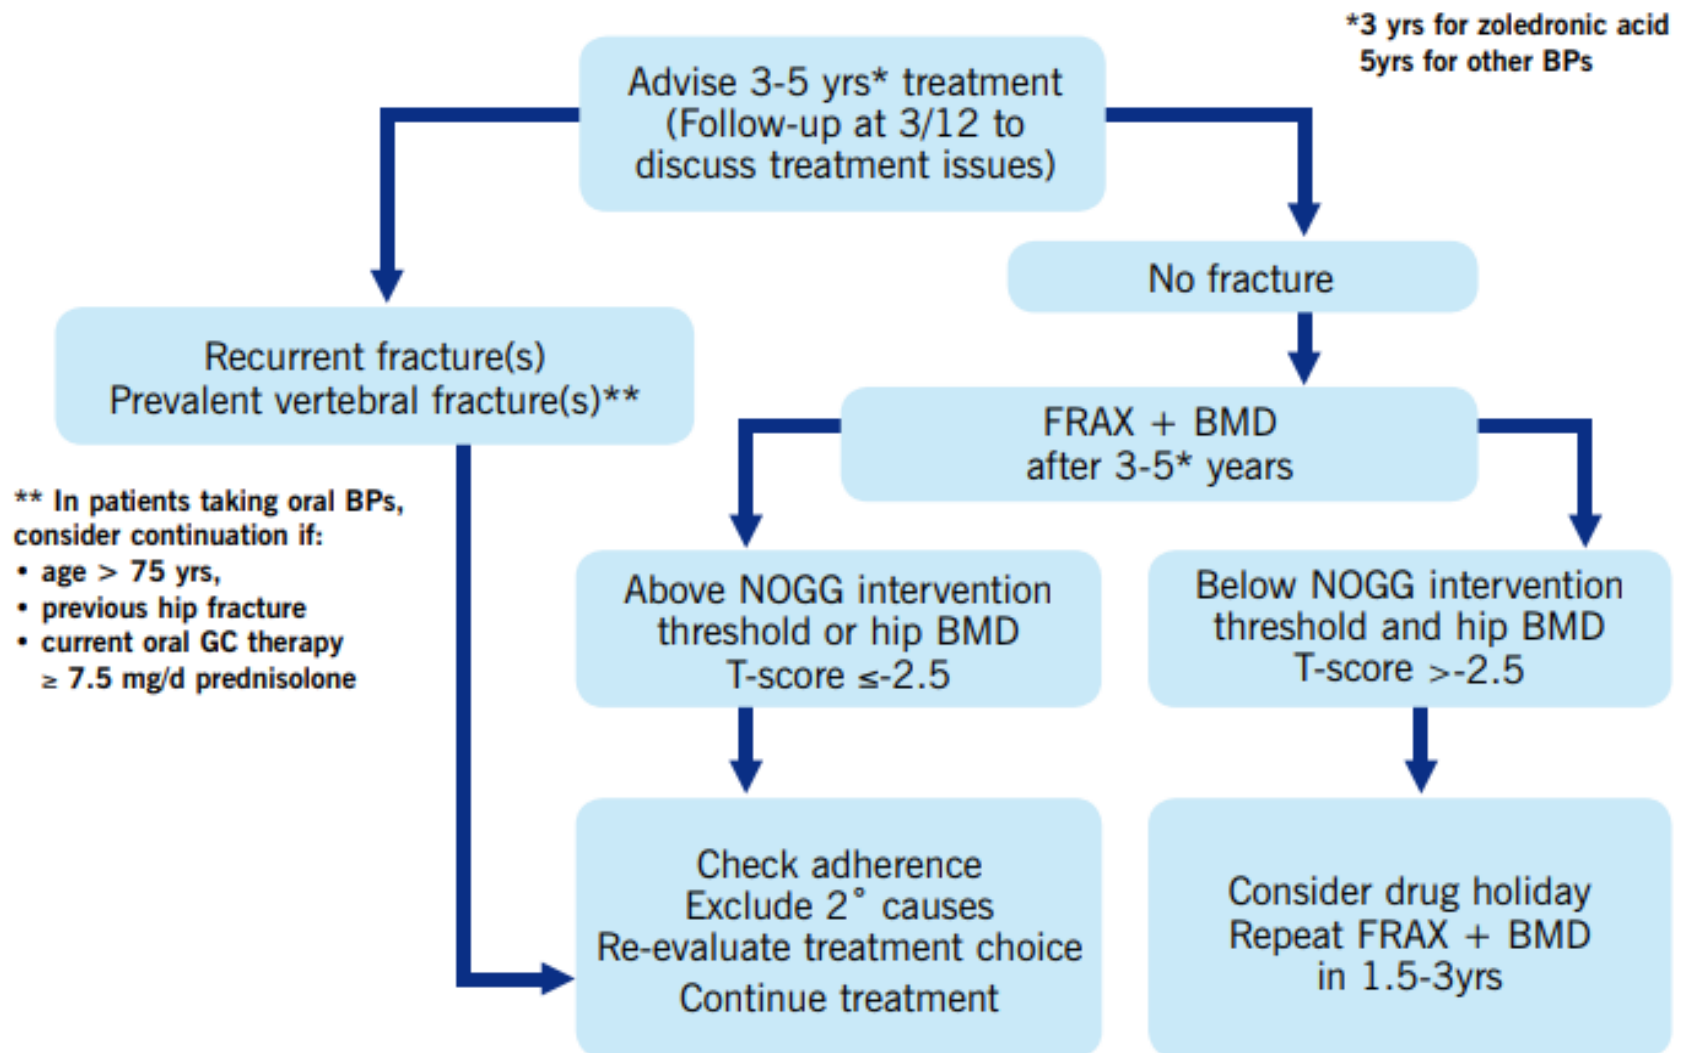 *3 yrs for zoledronic acid
5yrs for other BPs
Advise 3-5 yrs* treatment
(Follow-up at 3/12 to
discuss treatment issues)
No fracture
Recurrent fracture(s)
Prevalent vertebral fracture(s)**
FRAX + BMD
after 3-5* years
** In patients taking oral BPs,
consider continuation if:
• age > 75 yrs,
• previous hip fracture
• current oral GC therapy
≥ 7.5 mg/d prednisolone
Above NOGG intervention
threshold or hip BMD
T-score ≤-2.5
Below NOGG intervention
threshold and hip BMD
T-score >-2.5
Check adherence
Exclude 2° causes
Re-evaluate treatment choice
Continue treatment
Consider drug holiday
Repeat FRAX + BMD
in 1.5-3yrs